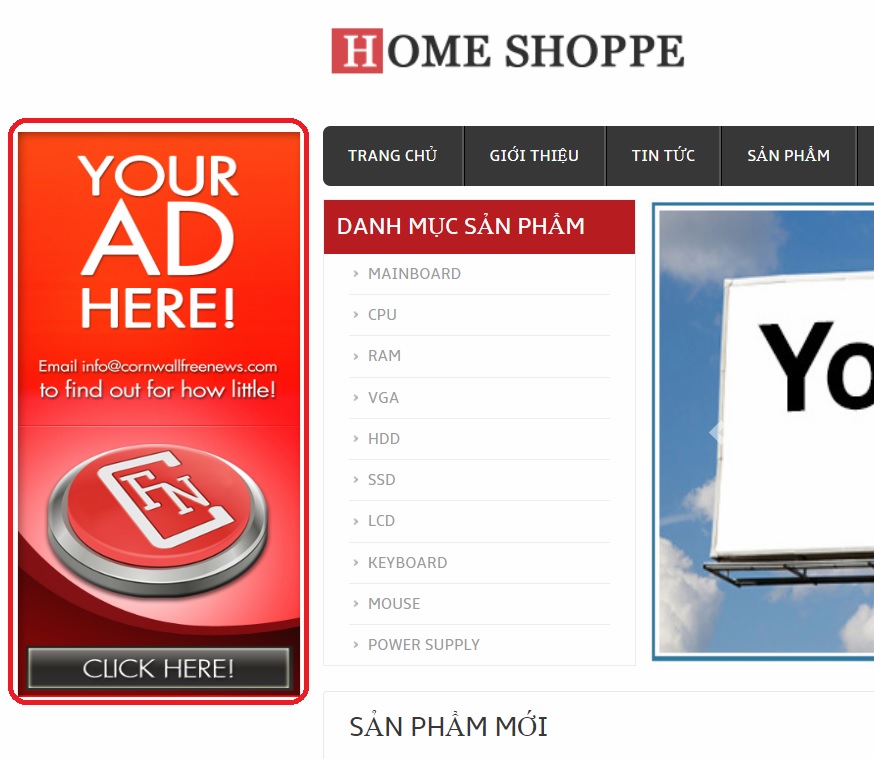 HOME SHOPPE
YOUR
AD
HERE!
Email info@cornwallfreenews.com
to find out for how little!
CFN
CLICK HERE!
TRANG CHỦ
GIỚI THIỆU
TIN TỨC
SẢN PHẨM
DANH MỤC SẢN PHẨM
MAINBOARD
CPU
RAM
VGA
HDD
SSD
LCD
KEYBOARD
MOUSE
POWER SUPPLY
Yo
SẢN PHẨM MỚI